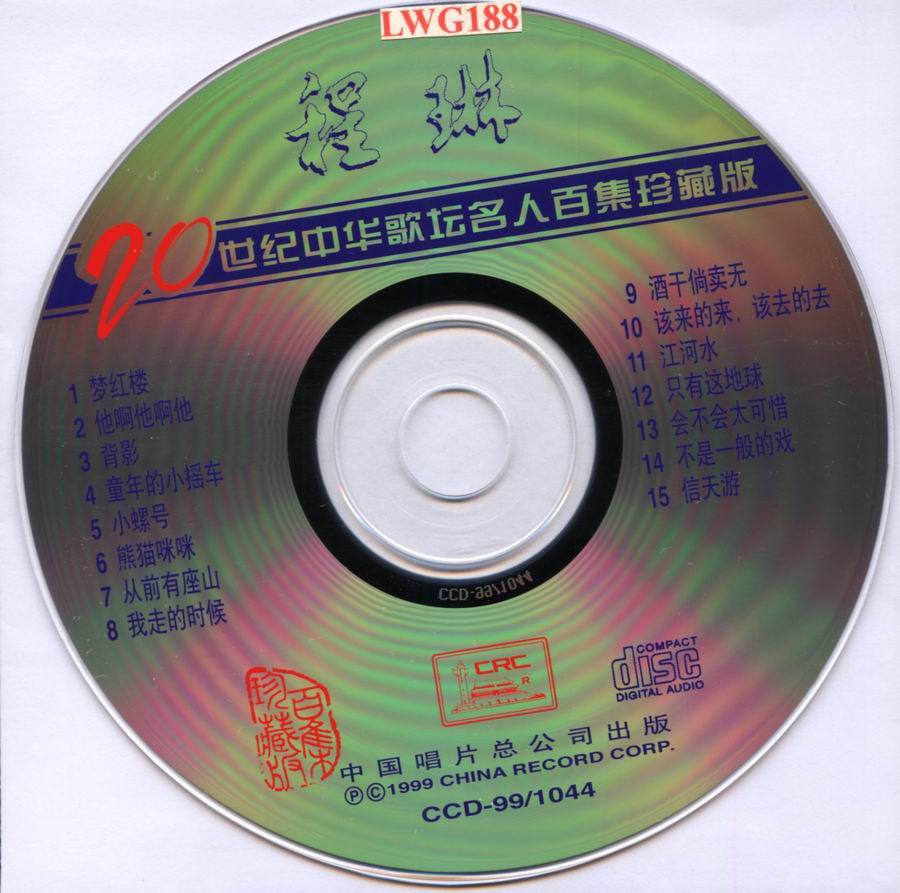 LWG188
程琳
20世纪中华歌坛名人百集珍藏版
1 梦红楼
2 他啊他啊他
3 背影
4 童年的小摇车
5 小螺号
6 熊猫咪咪
7 从前有座山
8 我走的时候
9 酒干倘卖无
10 该来的来，该去的去
11 江河水
12 只有这地球
13 会不会太可惜
14 不是一般的戏
15 信天游
CCD-99/1044
百集珍藏版
CRC
R
COMPACT
disc
DIGITAL AUDIO
中国唱片总公司出版
ⓅⒸ1999 CHINA RECORD CORP.
CCD-99/1044